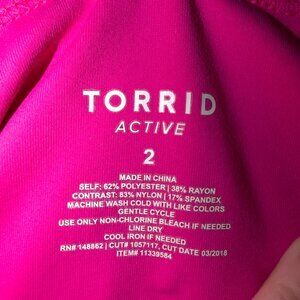 TORRID
ACTIVE
2
MADE IN CHINA
SELF: 62% POLYESTER | 38% RAYON
CONTRAST: 83% NYLON | 17% SPANDEX
MACHINE WASH COLD WITH LIKE COLORS
GENTLE CYCLE
USE ONLY NON-CHLORINE BLEACH IF NEEDED
LINE DRY
COOL IRON IF NEEDED
RN# 148862 | CUT# 1057117, CUT DATE 03/2018
ITEM# 11339584